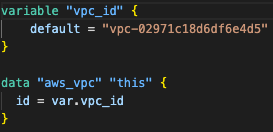 variable "vpc_id" {
    default = "vpc-02971c18d6df6e4d5"
}
data "aws_vpc" "this" {
  id = var.vpc_id
}